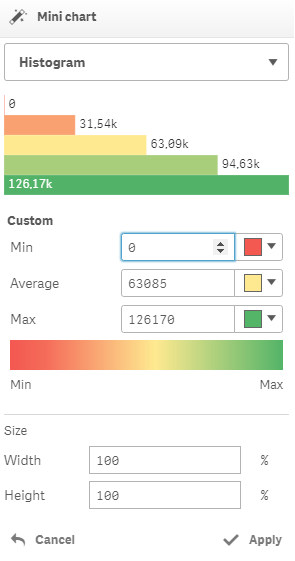 Mini chart
Histogram
0
31,54k
63,09k
94,63k
126,17k
Custom
Min 0
Average 63085
Max 126170
Min Max
Size
Width 100 %
Height 100 %
Cancel Apply